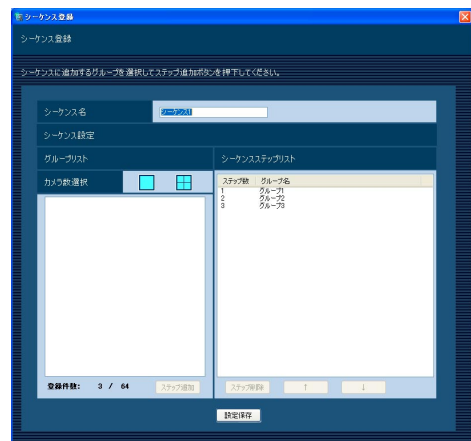 シーケンス登録
シーケンス登録
シーケンスに追加するグループを選択してステップ追加ボタンを押下してください。
シーケンス名 シーケンス1
シーケンス設定
グループリスト シーケンスステップリスト
カメラ数選択
ステップ数 グループ名
1 グループ1
2 グループ2
3 グループ3
登録件数: 3 / 64 ステップ追加 ステップ削除 ↑ ↓
設定保存